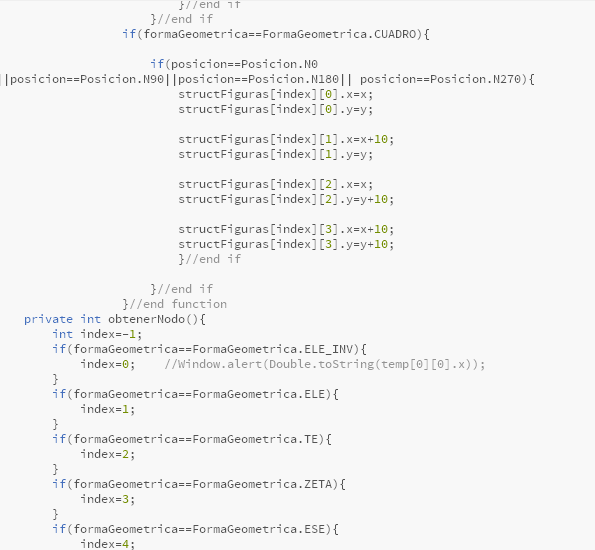 }//end if
}//end if
if(formaGeometrica==FormaGeometrica.CUADRO){
if(posicion==Posicion.N0
||posicion==Posicion.N90||posicion==Posicion.N180|| posicion==Posicion.N270){
structFiguras[index][0].x=x;
structFiguras[index][0].y=y;
structFiguras[index][1].x=x+10;
structFiguras[index][1].y=y;
structFiguras[index][2].x=x;
structFiguras[index][2].y=y+10;
structFiguras[index][3].x=x+10;
structFiguras[index][3].y=y+10;
}//end if
}//end if
}//end function
private int obtenerNodo(){
int index=-1;
if(formaGeometrica==FormaGeometrica.ELE_INV){
index=0;    //Window.alert(Double.toString(temp[0][0].x));
}
if(formaGeometrica==FormaGeometrica.ELE){
index=1;
}
if(formaGeometrica==FormaGeometrica.TE){
index=2;
}
if(formaGeometrica==FormaGeometrica.ZETA){
index=3;
}
if(formaGeometrica==FormaGeometrica.ESE){
index=4;